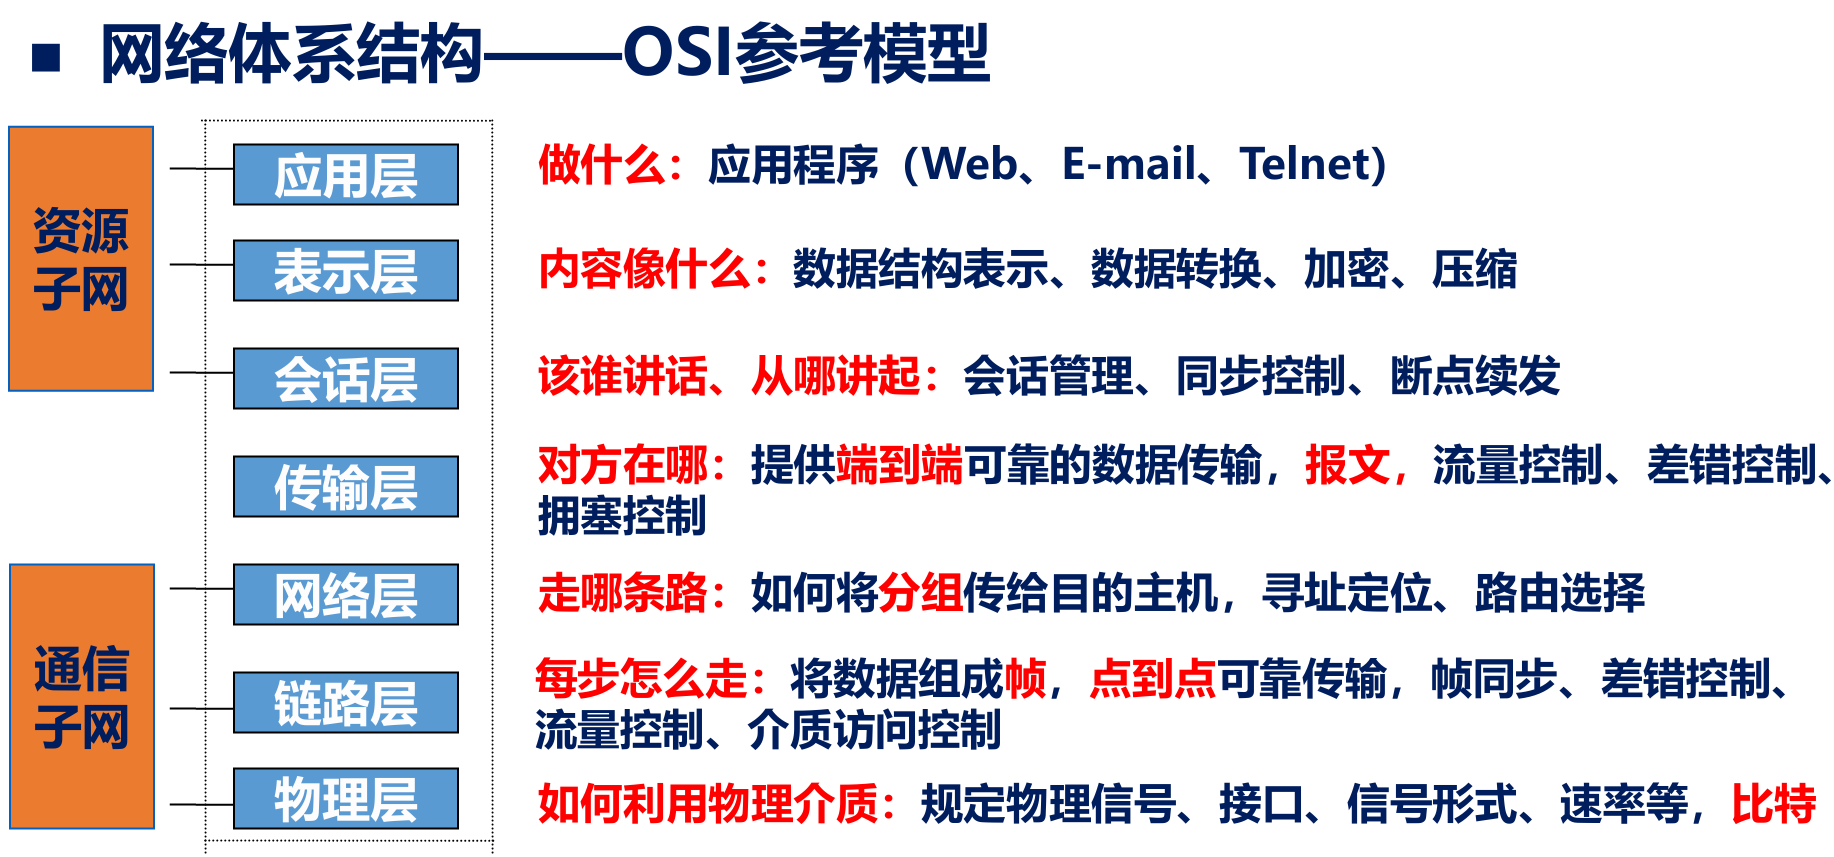 ■ 网络体系结构——OSI参考模型
资源
子网
应用层
做什么：应用程序（Web、E-mail、Telnet）
表示层
内容像什么：数据结构表示、数据转换、加密、压缩
会话层
该谁讲话、从哪讲起：会话管理、同步控制、断点续发
传输层
对方在哪：提供端到端可靠的数据传输，报文，流量控制、差错控制、
拥塞控制
通信
子网
网络层
走哪条路：如何将分组传给目的主机，寻址定位、路由选择
链路层
每步怎么走：将数据组成帧，点到点可靠传输，帧同步、差错控制、
流量控制、介质访问控制
物理层
如何利用物理介质：规定物理信号、接口、信号形式、速率等，比特